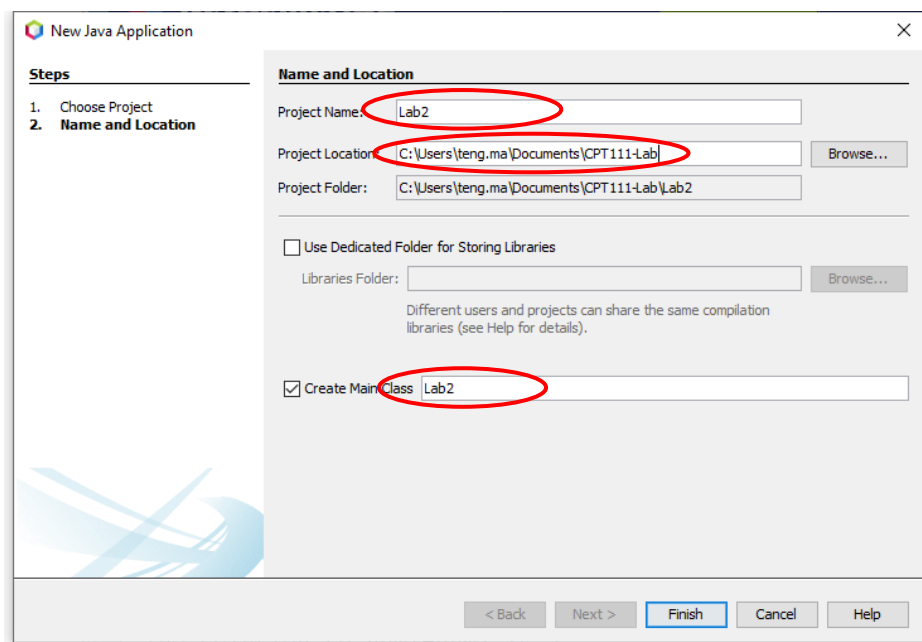 New Java Application
Steps
1. Choose Project
2. Name and Location
Name and Location
Project Name: Lab2
Project Location: C:\Users\teng.ma\Documents\CPT111-Lab Browse...
Project Folder: C:\Users\teng.ma\Documents\CPT111-Lab\Lab2
Use Dedicated Folder for Storing Libraries
Libraries Folder: Browse...
Different users and projects can share the same compilation
libraries (see Help for details).
Create Main Class Lab2
< Back Next > Finish Cancel Help